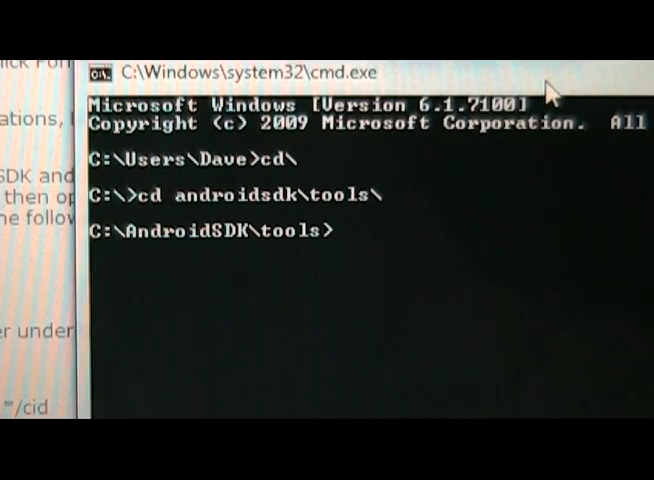 C:\Windows\system32\cmd.exe
Microsoft Windows [Version 6.1.7100]
Copyright (c) 2009 Microsoft Corporation. All
C:\Users\Dave>cd\
C:\>cd androidsdk\tools\
C:\AndroidSDK\tools>
ations,
SDK and
then op
he follow
er under
"/cid